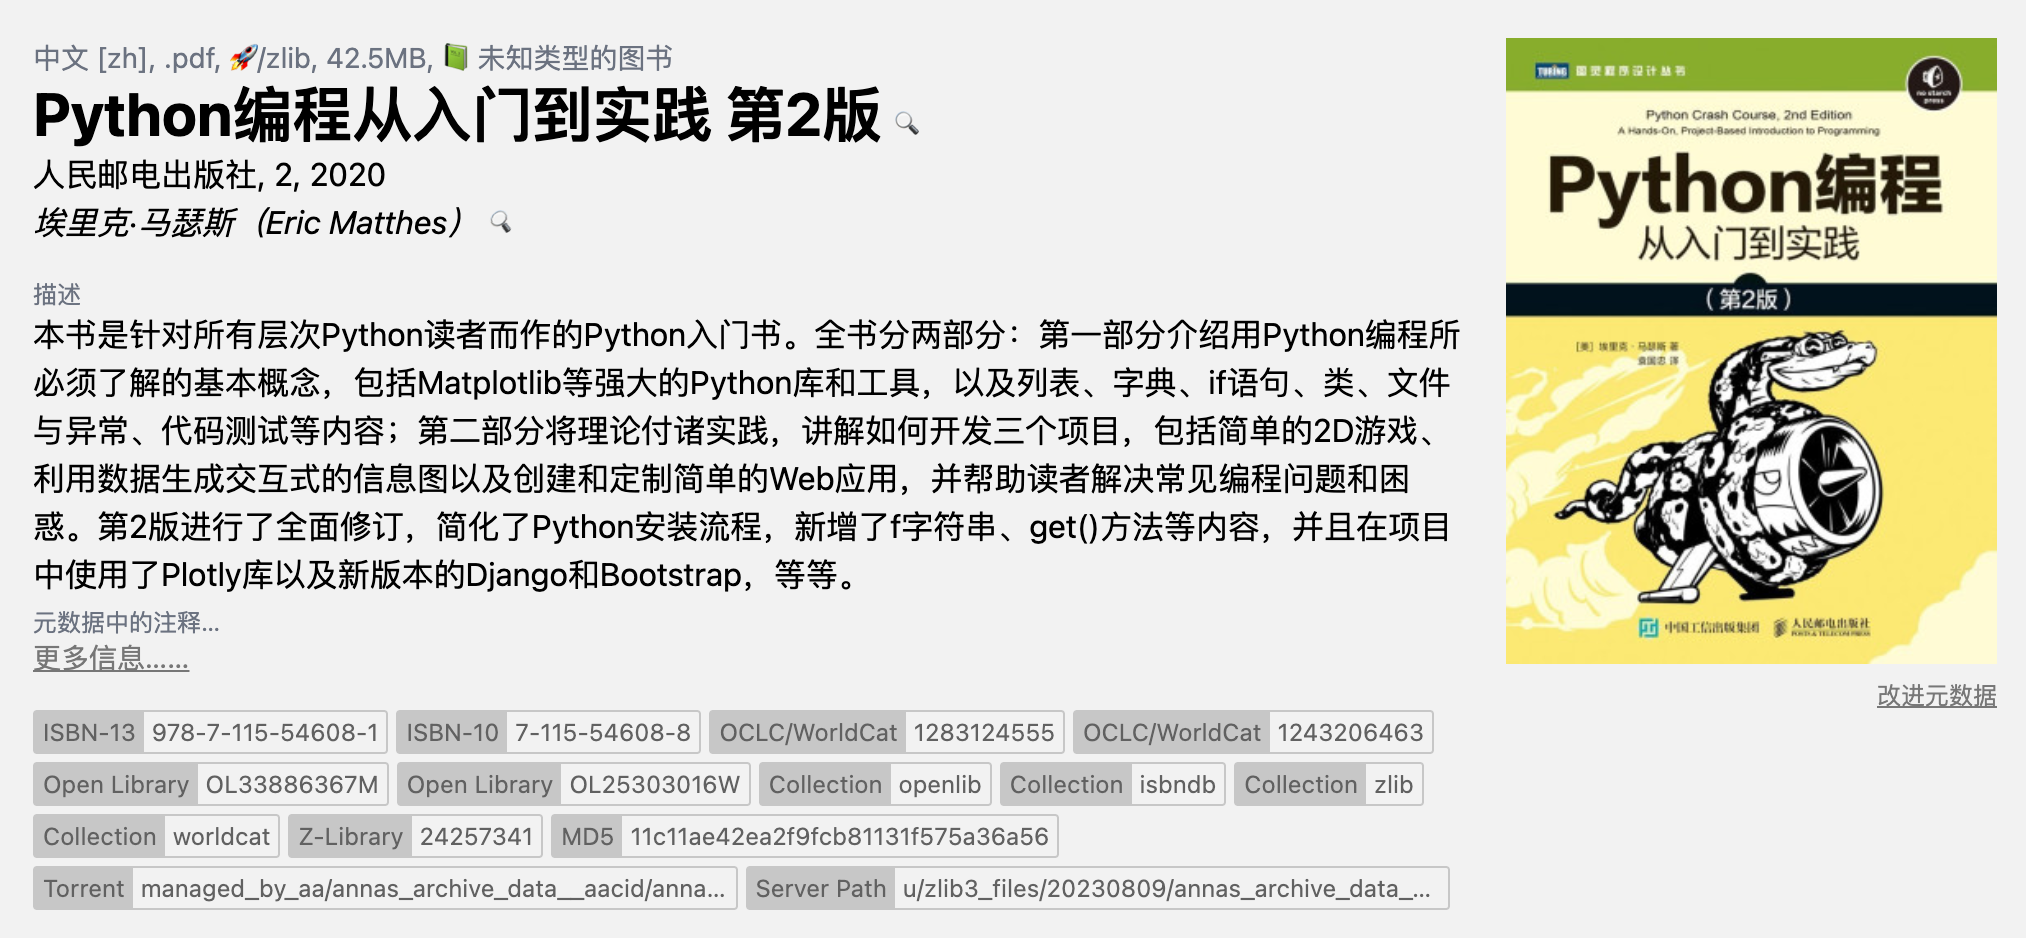 中文 [zh], .pdf, 🚀/zlib, 42.5MB, 📗 未知类型的图书
Python编程从入门到实践 第2版 🔍
人民邮电出版社, 2, 2020
埃里克·马瑟斯（Eric Matthes） 🔍
描述
本书是针对所有层次Python读者而作的Python入门书。全书分两部分：第一部分介绍用Python编程所
必须了解的基本概念，包括Matplotlib等强大的Python库和工具，以及列表、字典、if语句、类、文件
与异常、代码测试等内容；第二部分将理论付诸实践，讲解如何开发三个项目，包括简单的2D游戏、
利用数据生成交互式的信息图以及创建和定制简单的Web应用，并帮助读者解决常见编程问题和困
惑。第2版进行了全面修订，简化了Python安装流程，新增了f字符串、get()方法等内容，并且在项目
中使用了Plotly库以及新版本的Django和Bootstrap，等等。
元数据中的注释...
更多信息……
ISBN-13 978-7-115-54608-1 ISBN-10 7-115-54608-8 OCLC/WorldCat 1283124555 OCLC/WorldCat 1243206463
Open Library OL33886367M Open Library OL25303016W Collection openlib Collection isbndb Collection zlib
Collection worldcat Z-Library 24257341 MD5 11c11ae42ea2f9fcb81131f575a36a56
Torrent managed_by_aa/annas_archive_data__aacid/anna... Server Path u/zlib3_files/20230809/annas_archive_data_...
TURING 图灵程序设计丛书
no starch
press
Python Crash Course, 2nd Edition
A Hands-On, Project-Based Introduction to Programming
Python编程
从入门到实践
（第2版）
[美] 埃里克·马瑟斯 著
袁国忠 译
中国工信出版集团 人民邮电出版社
POSTS & TELECOM PRESS
改进元数据